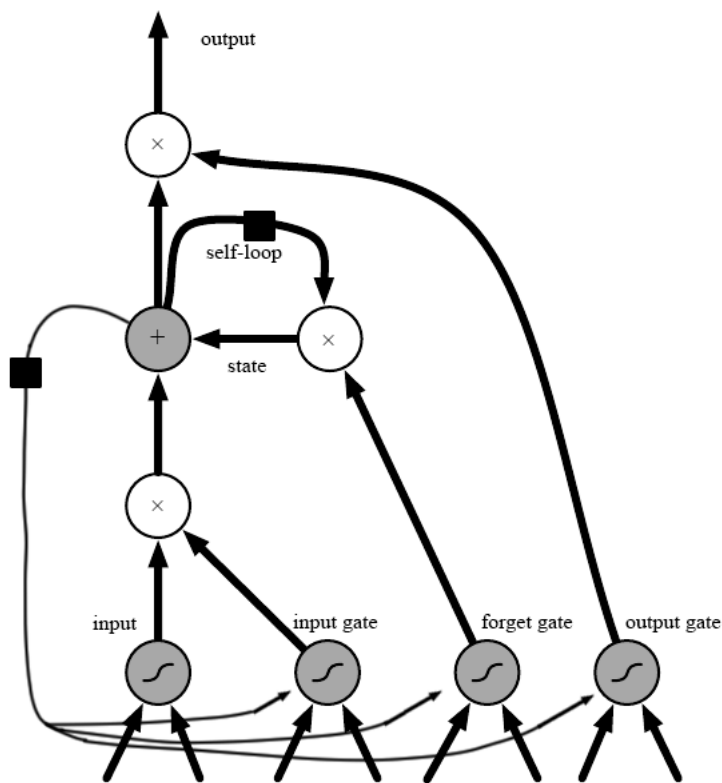 output
×
self-loop
+
×
state
×
input
input gate
forget gate
output gate